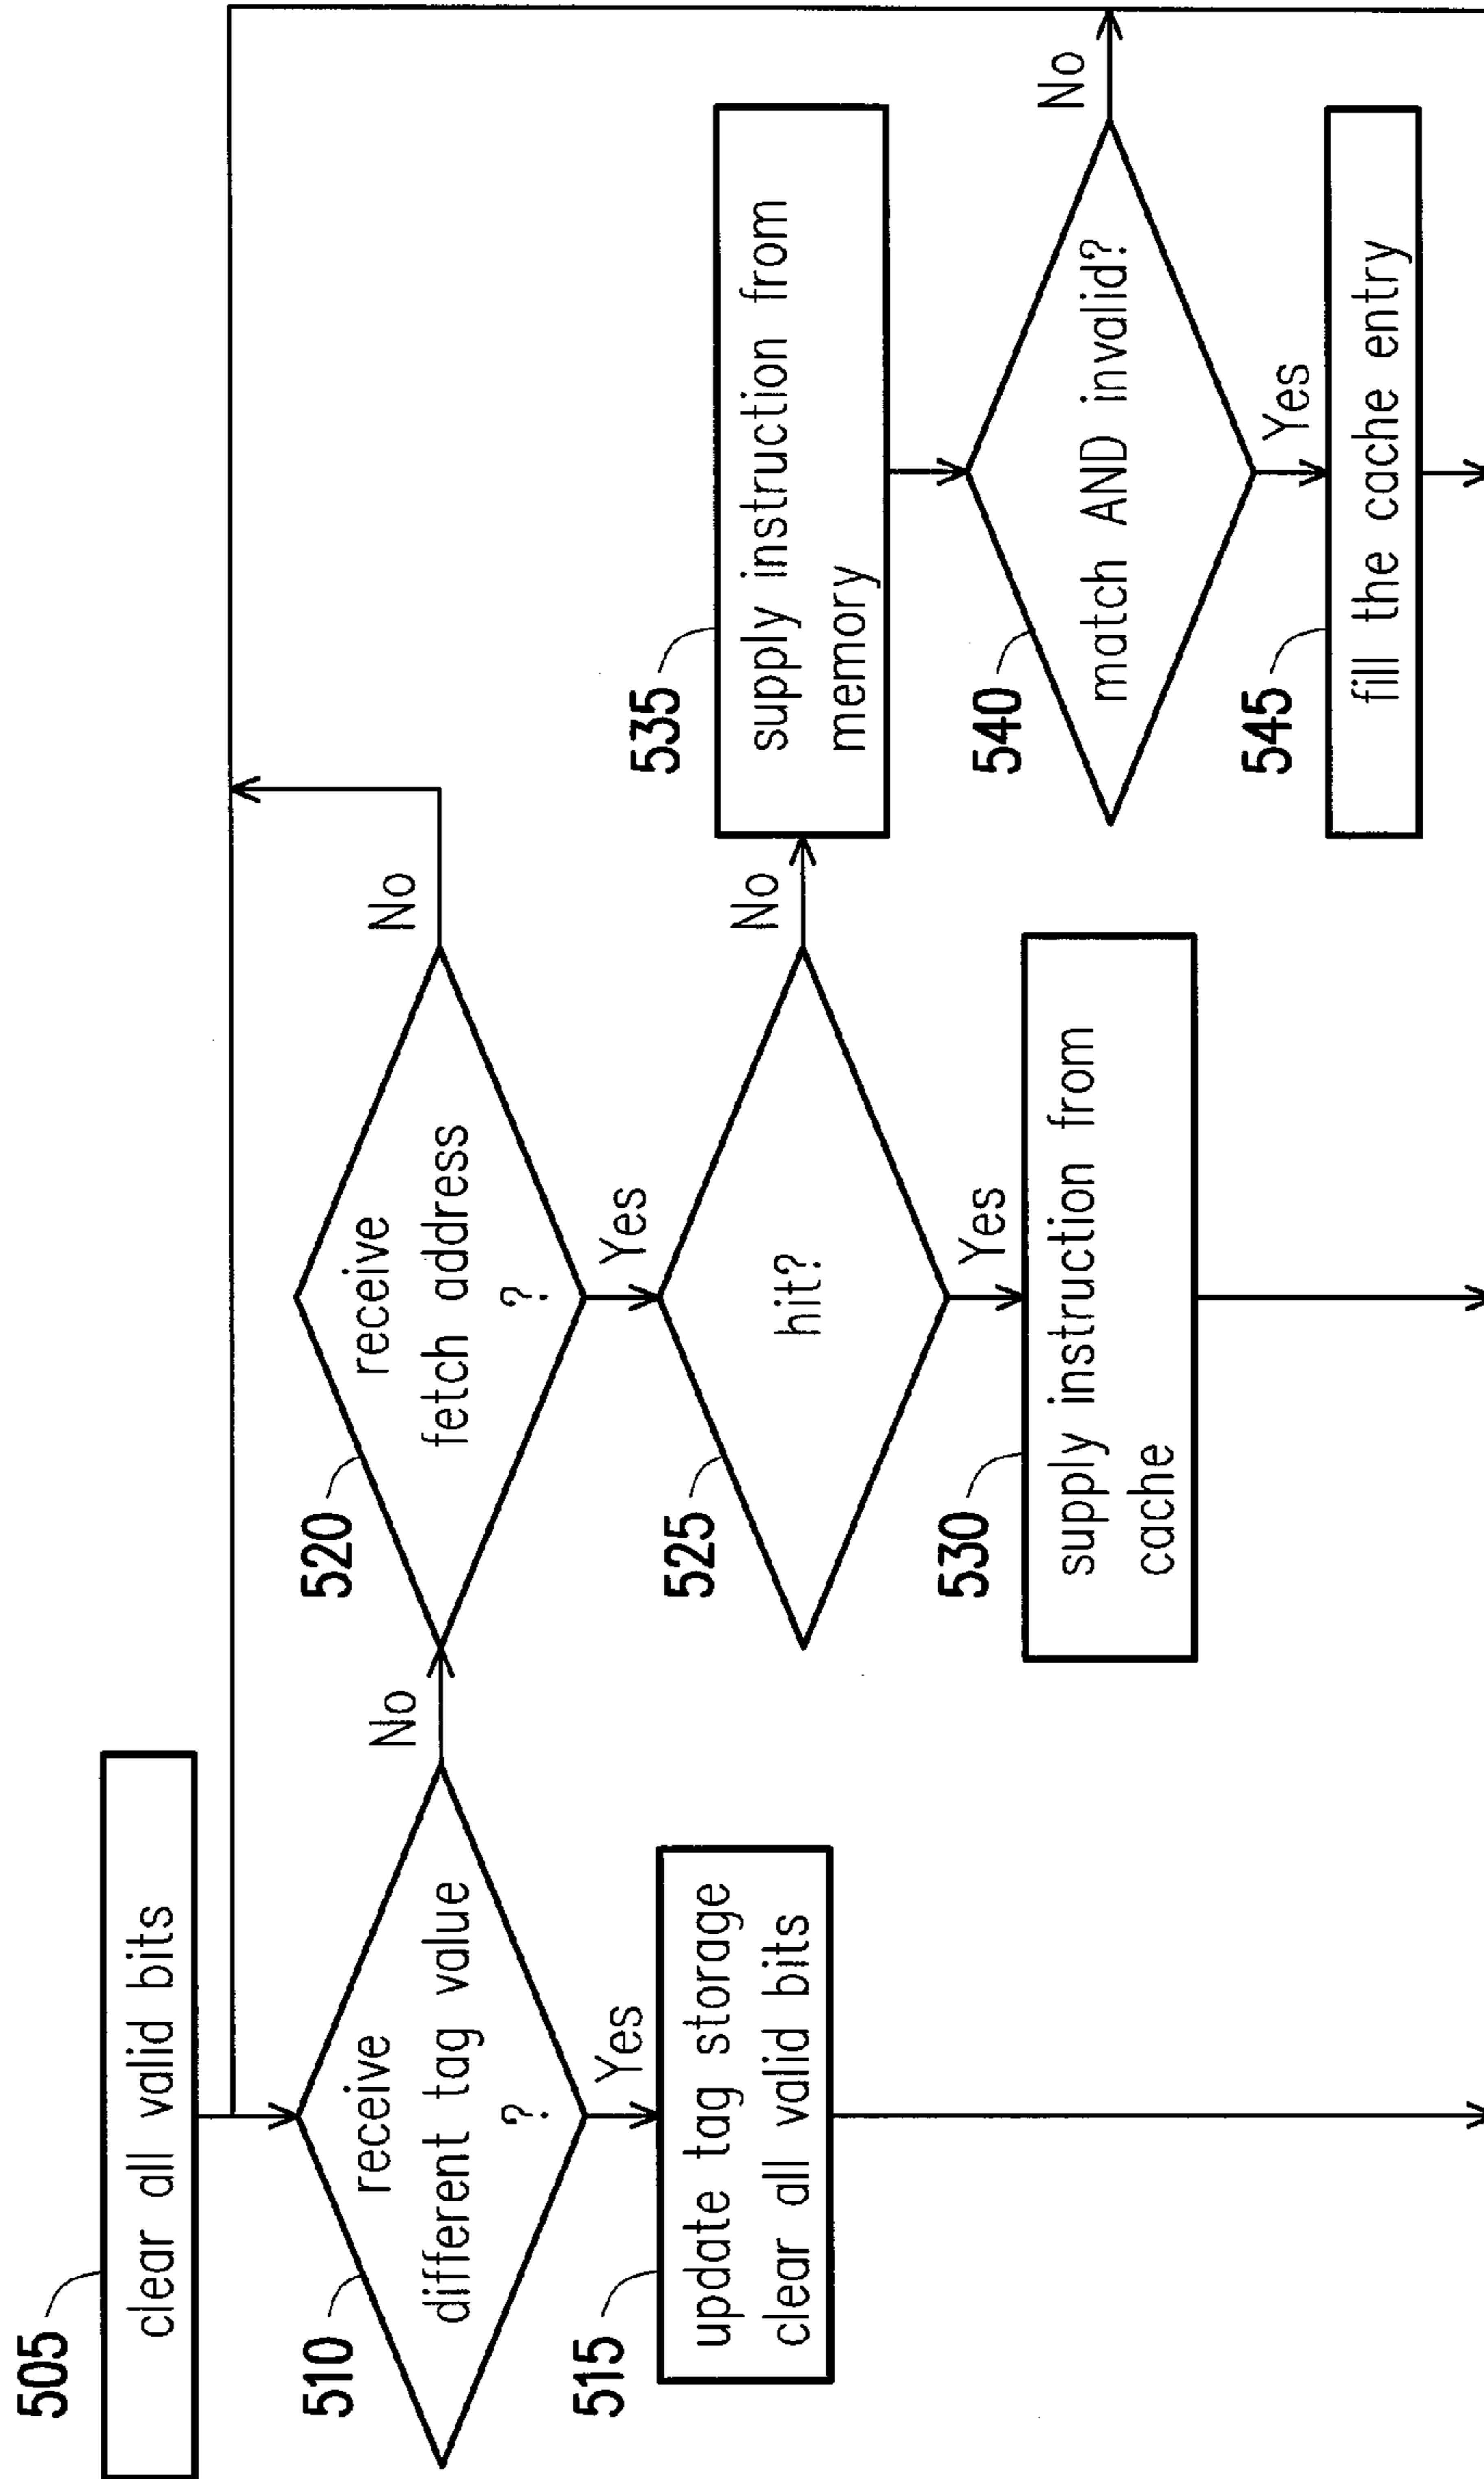 505
clear all valid bits
510
receive
different tag value
?
No
Yes
515
update tag storage
clear all valid bits
520
receive
fetch address
?
No
Yes
525
hit?
No
Yes
530
supply instruction from
cache
535
supply instruction from
memory
540
match AND invalid?
No
Yes
545
fill the cache entry